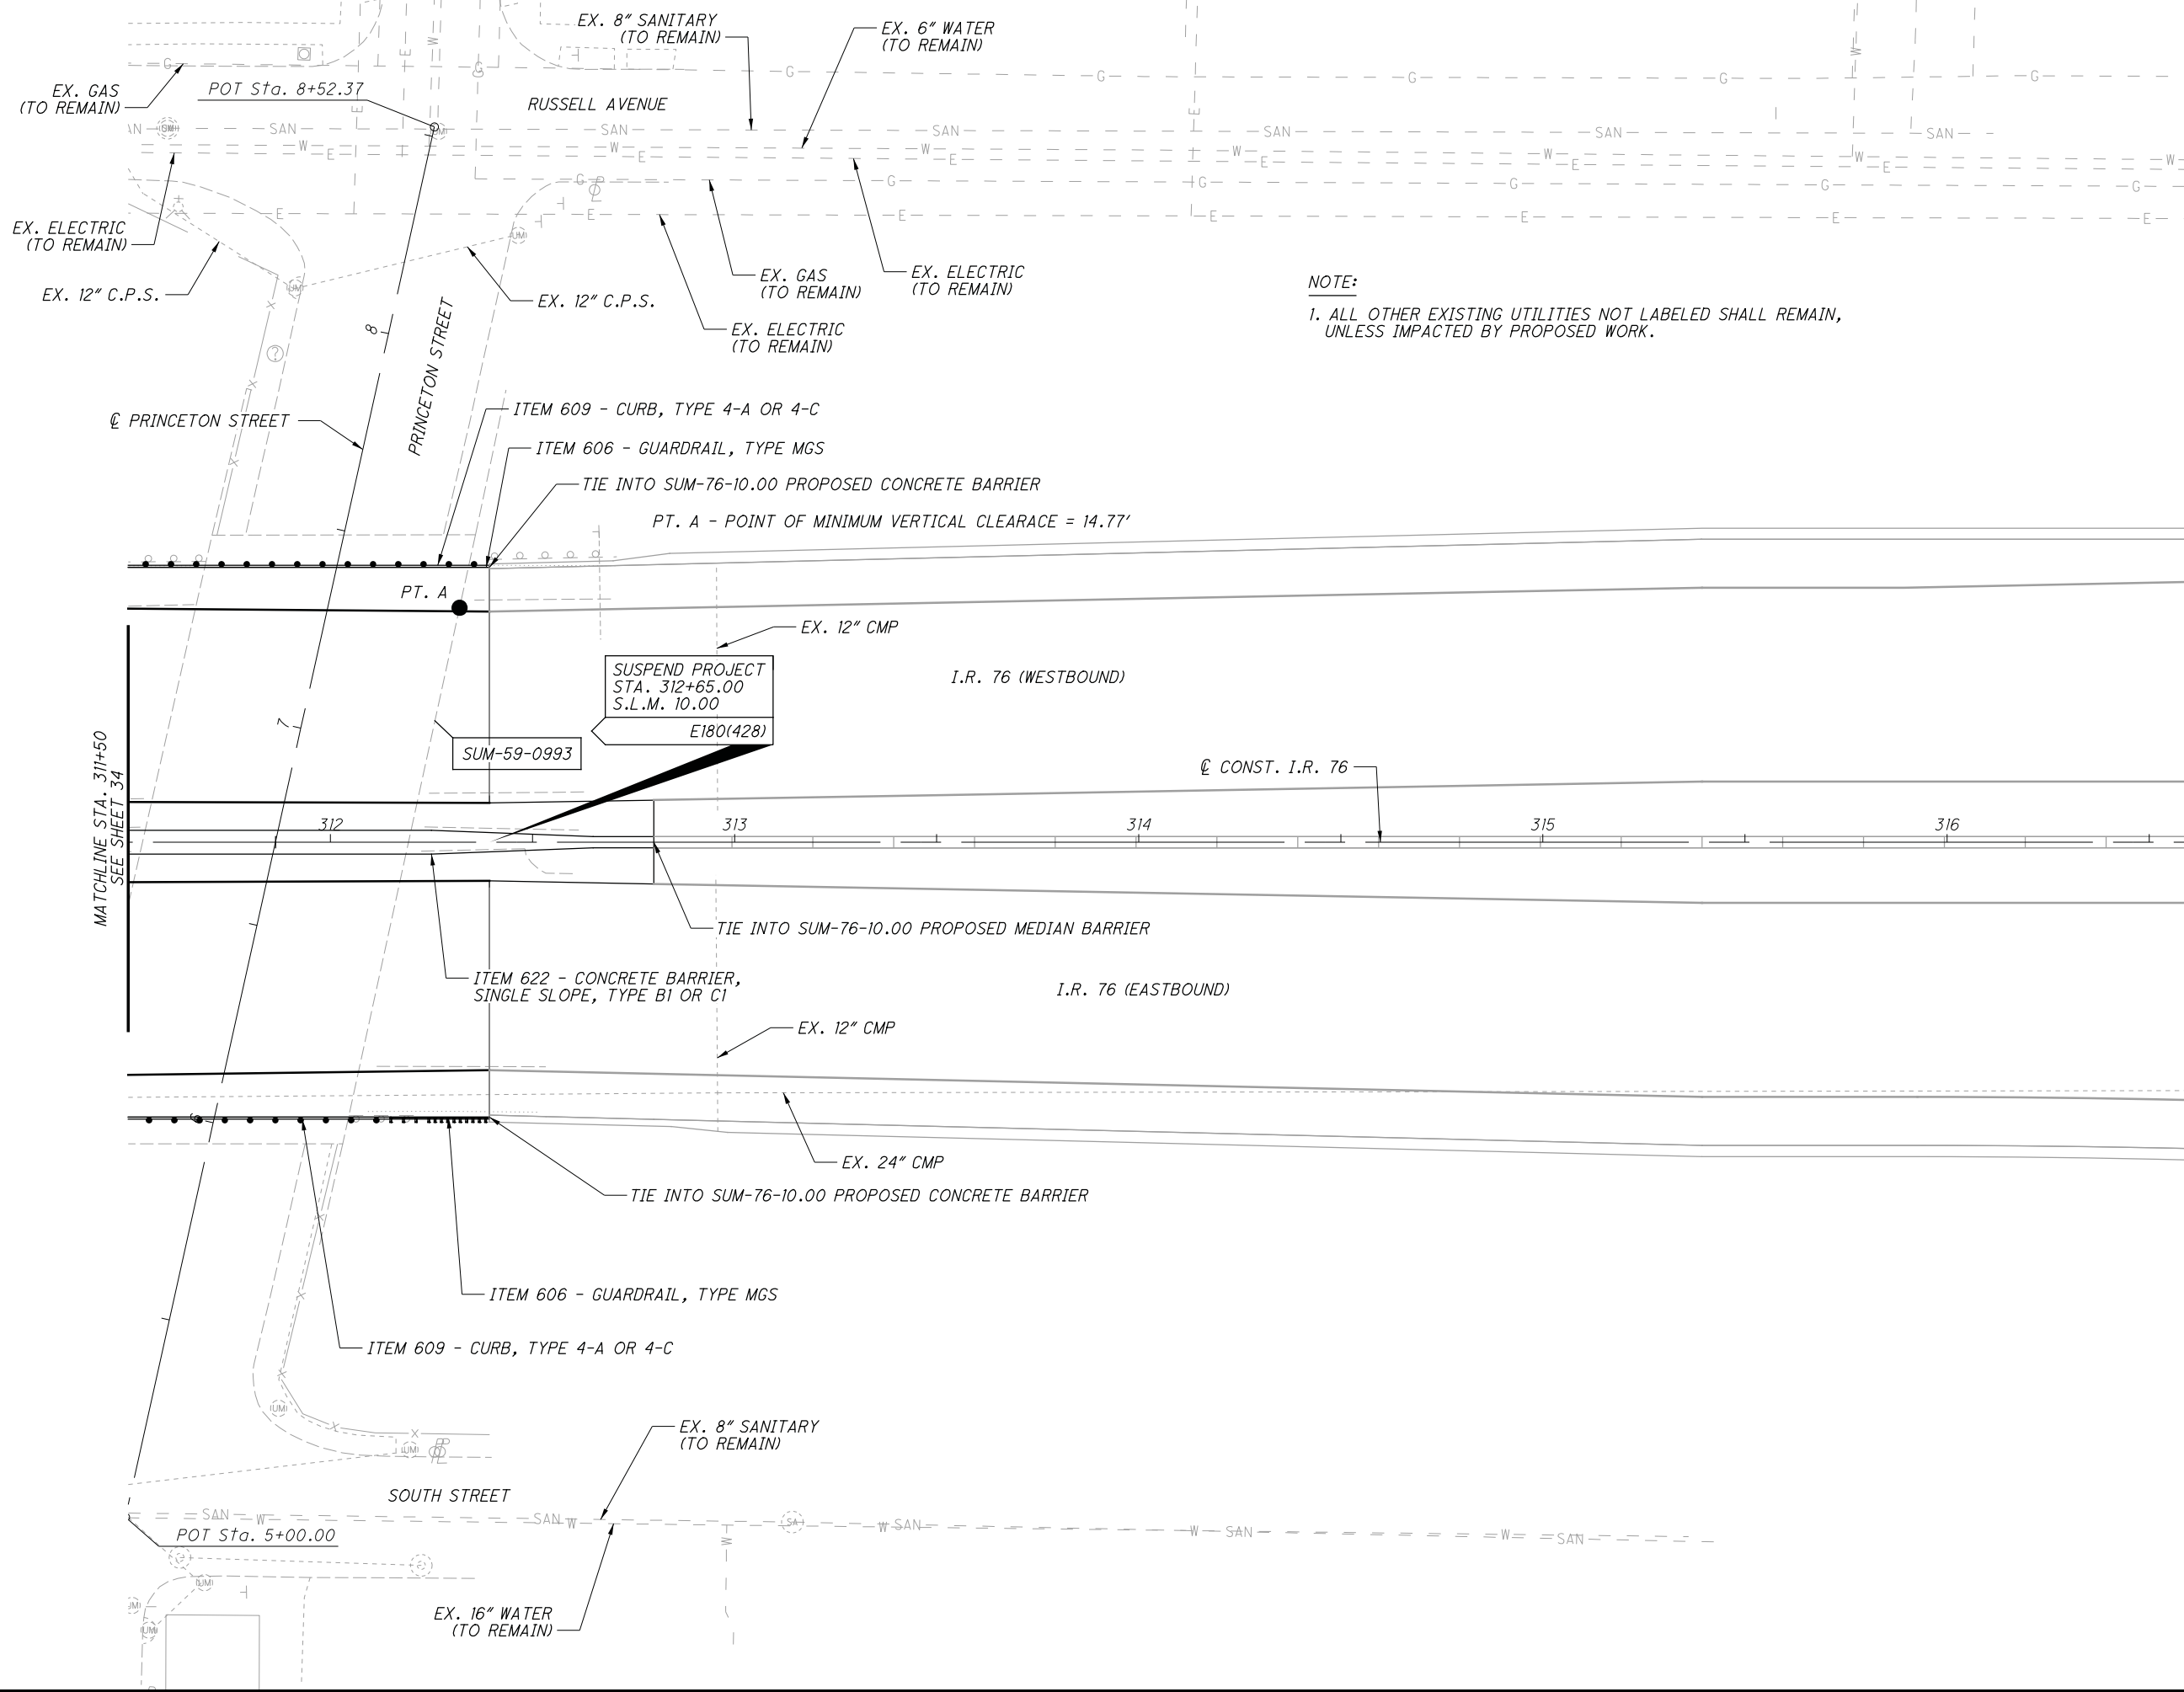 EX. 8" SANITARY
(TO REMAIN)
EX. 6" WATER
(TO REMAIN)
EX. GAS
(TO REMAIN)
POT Sta. 8+52.37
RUSSELL AVENUE
EX. ELECTRIC
(TO REMAIN)
EX. 12" C.P.S.
EX. 12" C.P.S.
EX. GAS
(TO REMAIN)
EX. ELECTRIC
(TO REMAIN)
EX. ELECTRIC
(TO REMAIN)
NOTE:
1. ALL OTHER EXISTING UTILITIES NOT LABELED SHALL REMAIN,
UNLESS IMPACTED BY PROPOSED WORK.
8
PRINCETON STREET
℄ PRINCETON STREET
ITEM 609 - CURB, TYPE 4-A OR 4-C
ITEM 606 - GUARDRAIL, TYPE MGS
TIE INTO SUM-76-10.00 PROPOSED CONCRETE BARRIER
PT. A - POINT OF MINIMUM VERTICAL CLEARACE = 14.77'
PT. A
EX. 12" CMP
SUSPEND PROJECT
STA. 312+65.00
S.L.M. 10.00
E180(428)
I.R. 76 (WESTBOUND)
7
SUM-59-0993
MATCHLINE STA. 311+50
SEE SHEET 34
℄ CONST. I.R. 76
312
313
314
315
316
TIE INTO SUM-76-10.00 PROPOSED MEDIAN BARRIER
ITEM 622 - CONCRETE BARRIER,
SINGLE SLOPE, TYPE B1 OR C1
I.R. 76 (EASTBOUND)
EX. 12" CMP
6
EX. 24" CMP
TIE INTO SUM-76-10.00 PROPOSED CONCRETE BARRIER
ITEM 606 - GUARDRAIL, TYPE MGS
ITEM 609 - CURB, TYPE 4-A OR 4-C
EX. 8" SANITARY
(TO REMAIN)
SOUTH STREET
POT Sta. 5+00.00
EX. 16" WATER
(TO REMAIN)